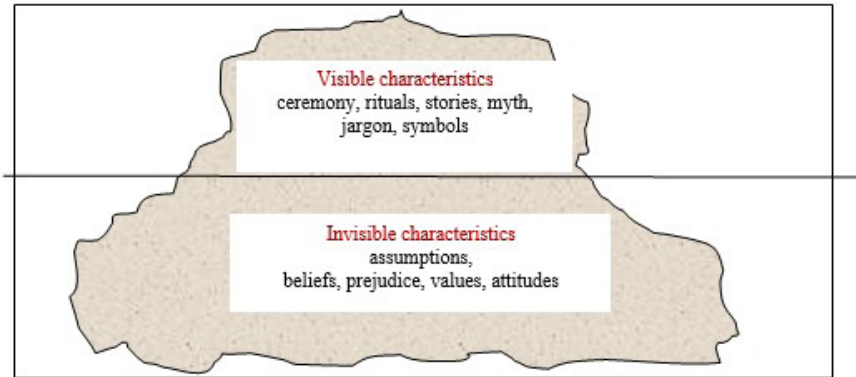 Visible characteristics
ceremony, rituals, stories, myth,
jargon, symbols
Invisible characteristics
assumptions,
beliefs, prejudice, values, attitudes